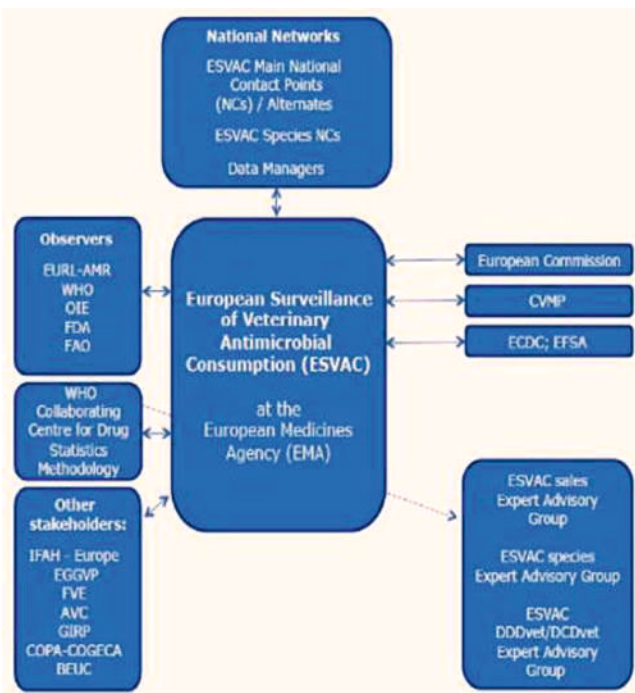 National Networks
ESVAC Main National
Contact Points
(NCs) / Alternates
ESVAC Species NCs
Data Managers
Observers
EURL-AMR
WHO
OIE
FDA
FAO
WHO
Collaborating
Centre for Drug
Statistics
Methodology
Other
stakeholders:
IFAH - Europe
EGGVP
FVE
AVC
GIRP
COPA-COGECA
BEUC
European Surveillance
of Veterinary
Antimicrobial
Consumption (ESVAC)
at the
European Medicines
Agency (EMA)
European Commission
CVMP
ECDC; EFSA
ESVAC sales
Expert Advisory
Group
ESVAC species
Expert Advisory Group
ESVAC
DDDvet/DCDvet
Expert Advisory
Group